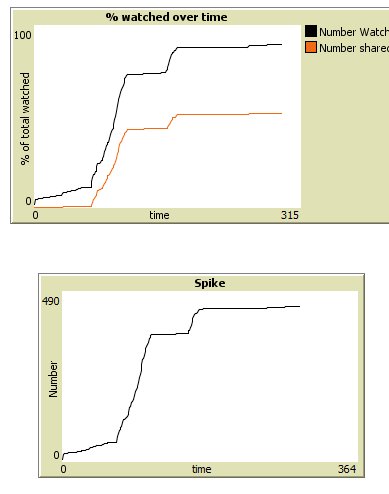 % watched over time
100
Number Watch
Number shared
% of total watched
0
0 time 315
Spike
490
Number
0
0 time 364